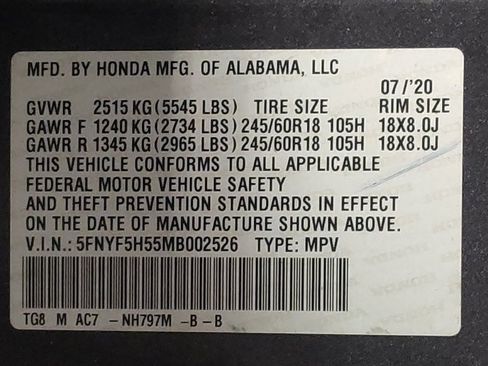 MFD. BY HONDA MFG. OF ALABAMA, LLC
07 /'20
GVWR 2515 KG (5545 LBS) TIRE SIZE RIM SIZE
GAWR F 1240 KG (2734 LBS) 245/60R18 105H 18X8.0J
GAWR R 1345 KG (2965 LBS) 245/60R18 105H 18X8.0J
THIS VEHICLE CONFORMS TO ALL APPLICABLE
FEDERAL MOTOR VEHICLE SAFETY
AND THEFT PREVENTION STANDARDS IN EFFECT
ON THE DATE OF MANUFACTURE SHOWN ABOVE.
V.I.N.: 5FNYF5H55MB002526 TYPE: MPV
TG8 M AC7 - NH797M -B - B